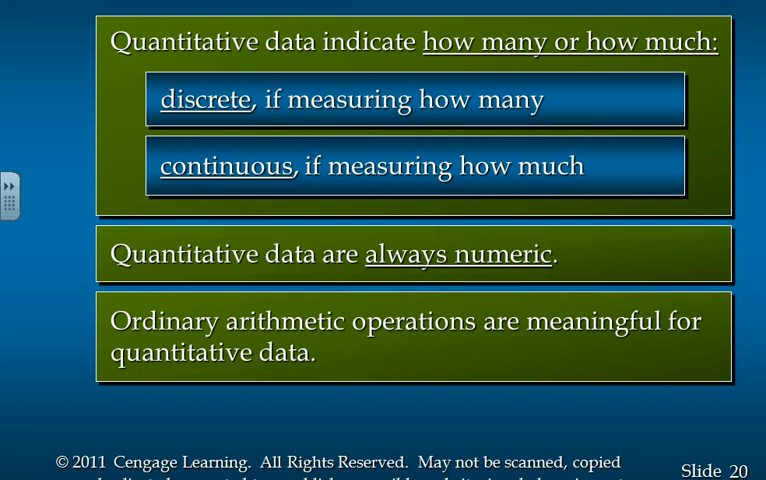 Quantitative data indicate how many or how much:
discrete, if measuring how many
continuous, if measuring how much
Quantitative data are always numeric.
Ordinary arithmetic operations are meaningful for
quantitative data.
© 2011 Cengage Learning. All Rights Reserved. May not be scanned, copied
Slide 20